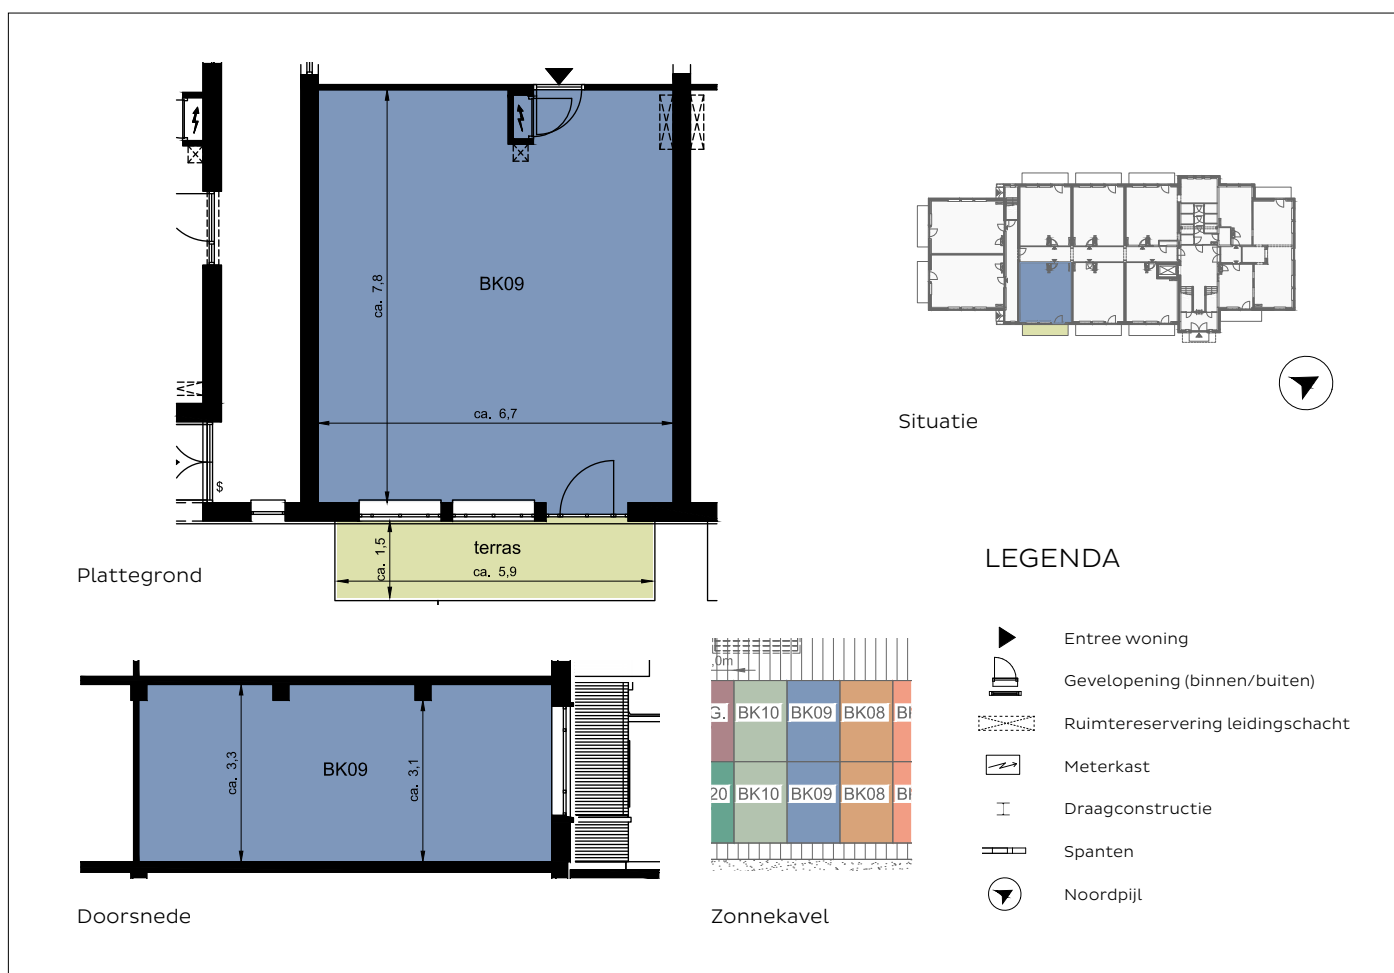 BK09
ca. 7,8
ca. 6,7
$
terras
ca. 1,5
ca. 5,9
Plattegrond
Situatie
LEGENDA
Entree woning
Gevelopening (binnen/buiten)
Ruimtereservering leidingschacht
Meterkast
Draagconstructie
Spanten
Noordpijl
ca. 3,3
BK09
ca. 3,1
Doorsnede
,0m
G. BK10 BK09 BK08
20 BK10 BK09 BK08
Zonnekavel